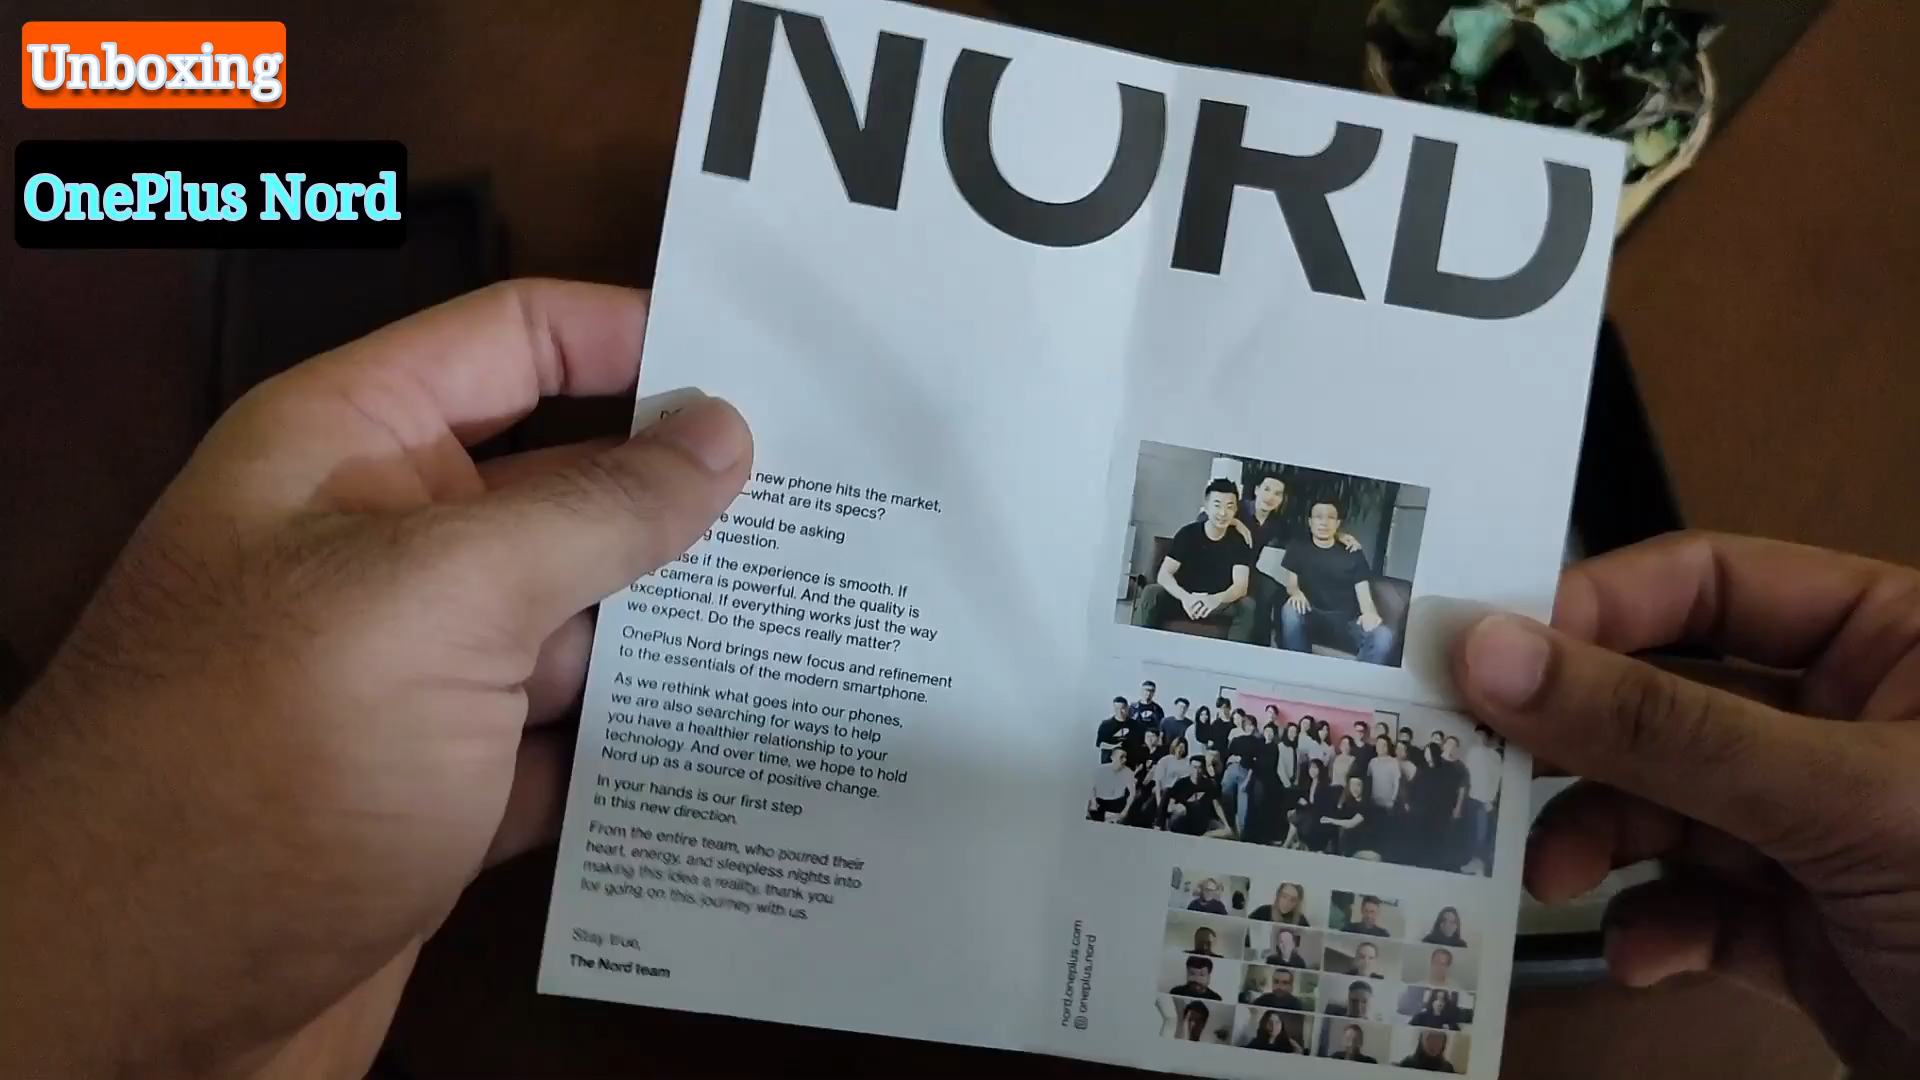 Unboxing
OnePlus Nord
NORD
new phone hits the market,
—what are its specs?
would be asking
question.
if the experience is smooth. If
camera is powerful. And the quality is
exceptional. If everything works just the way
we expect. Do the specs really matter?
OnePlus Nord brings new focus and refinement
to the essentials of the modern smartphone.
As we rethink what goes into our phones,
we are also searching for ways to help
you have a healthier relationship to your
technology. And over time, we hope to hold
Nord up as a source of positive change.
In your hands is our first step
in this new direction.
From the entire team, who poured their
heart, energy, and sleepless nights into
making this idea a reality, thank you
for going on this journey with us.
Stay true,
The Nord team
nord.oneplus.com
oneplus.nord